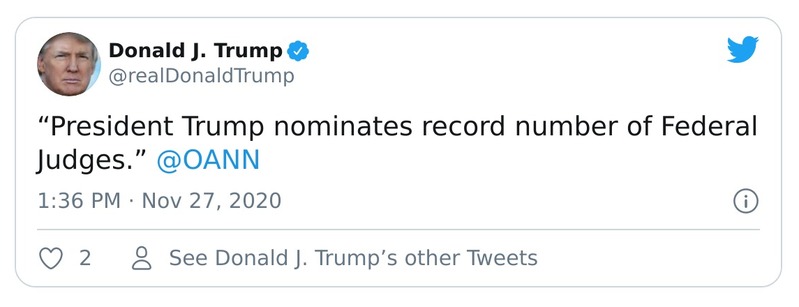 Donald J. Trump
@realDonaldTrump
“President Trump nominates record number of Federal
Judges.” @OANN
1:36 PM · Nov 27, 2020
2
See Donald J. Trump’s other Tweets